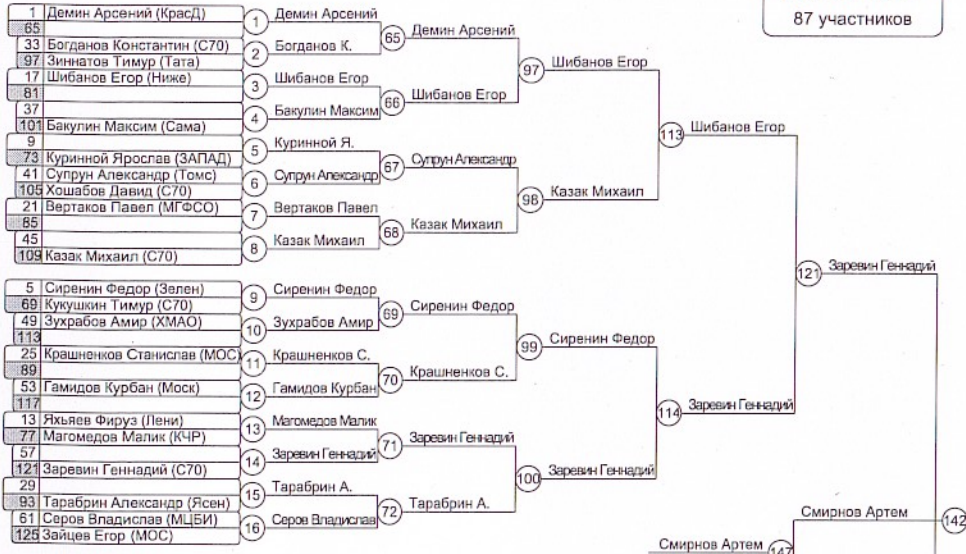 87 участников
1 Демин Арсений (КрасД)
65
33 Богданов Константин (С70)
97 Зиннатов Тимур (Тата)
17 Шибанов Егор (Ниже)
81
37
101 Бакулин Максим (Сама)
9
73 Куринной Ярослав (ЗАПАД)
41 Супрун Александр (Томс)
105 Хошабов Давид (С70)
21 Вертаков Павел (МГФСО)
85
45
109 Казак Михаил (С70)
5 Сиренин Федор (Зелен)
69 Кукушкин Тимур (С70)
49 Зухрабов Амир (ХМАО)
113
25 Крашненков Станислав (МОС)
89
53 Гамидов Курбан (Моск)
117
13 Яхьяев Фируз (Лени)
77 Магомедов Малик (КЧР)
57
121 Заревин Геннадий (С70)
29
93 Тарабрин Александр (Ясен)
61 Серов Владислав (МЦБИ)
125 Зайцев Егор (МОС)
1 Демин Арсений
2 Богданов К.
3 Шибанов Егор
4 Бакулин Максим
5 Куринной Я.
6 Супрун Александр
7 Вертаков Павел
8 Казак Михаил
9 Сиренин Федор
10 Зухрабов Амир
11 Крашненков С.
12 Гамидов Курбан
13 Магомедов Малик
14 Заревин Геннадий
15 Тарабрин А.
16 Серов Владислав
65 Демин Арсений
66 Шибанов Егор
67 Супрун Александр
68 Казак Михаил
69 Сиренин Федор
70 Крашненков С.
71 Заревин Геннадий
72 Тарабрин А.
97 Шибанов Егор
98 Казак Михаил
99 Сиренин Федор
100 Заревин Геннадий
113 Шибанов Егор
114 Заревин Геннадий
121 Заревин Геннадий
Смирнов Артем 142
Смирнов Артем 147